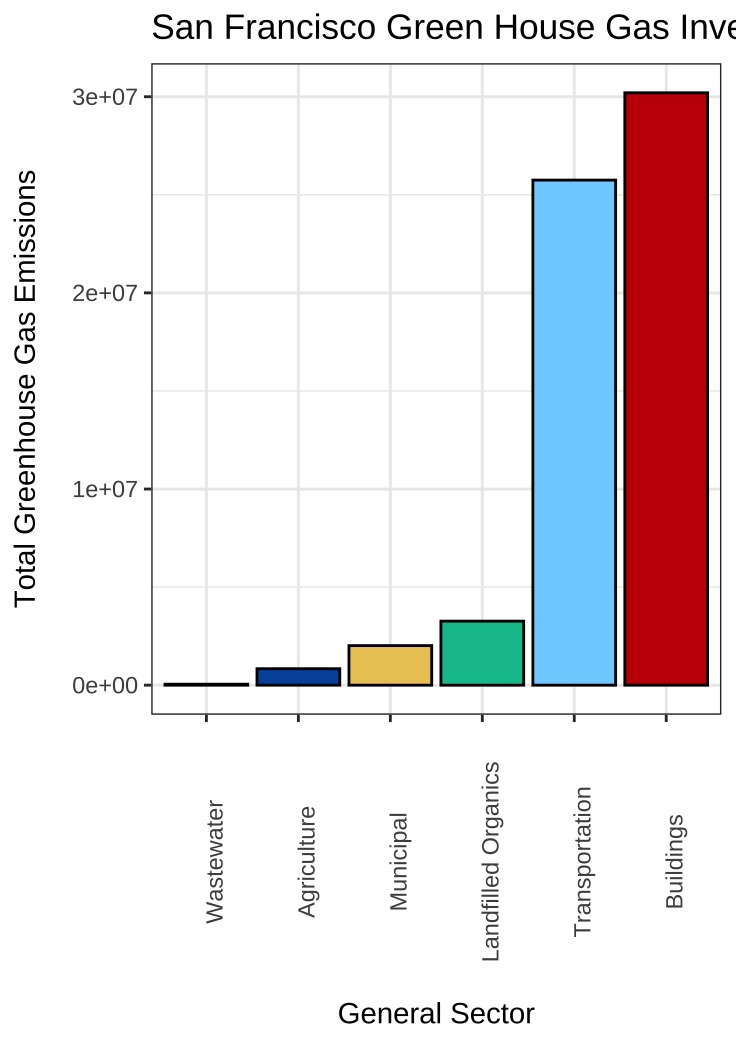 San Francisco Green House Gas Inve
Total Greenhouse Gas Emissions
3e+07
2e+07
1e+07
0e+00
Wastewater
Agriculture
Municipal
Landfilled Organics
Transportation
Buildings
General Sector